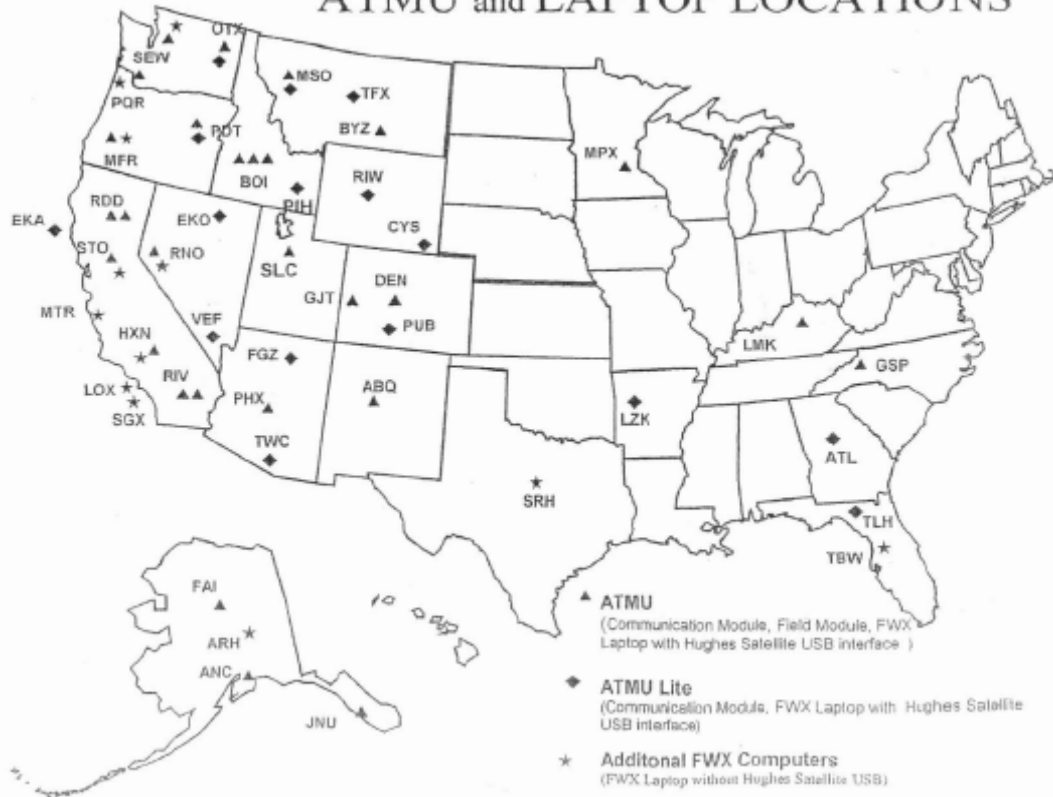 ATMU and LAPTOP LOCATIONS
OTX
SEW
MSO
TFX
PQR
BYZ
PDT
MPX
MFR
BOI
RIW
PIH
RDD
EKO
EKA
CYS
STO
RNO
SLC
DEN
GJT
MTR
VEF
PUB
HXN
LMK
FGZ
GSP
RIV
ABQ
LOX
PHX
LZK
SGX
TWC
ATL
SRH
TLH
TBW
FAI
ATMU
(Communication Module, Field Module, FWX
Laptop with Hughes Satellite USB interface )
ARH
ANC
ATMU Lite
(Communication Module, FWX Laptop with Hughes Satellite
USB interface)
JNU
Additonal FWX Computers
(FWX Laptop without Hughes Satellite USB)